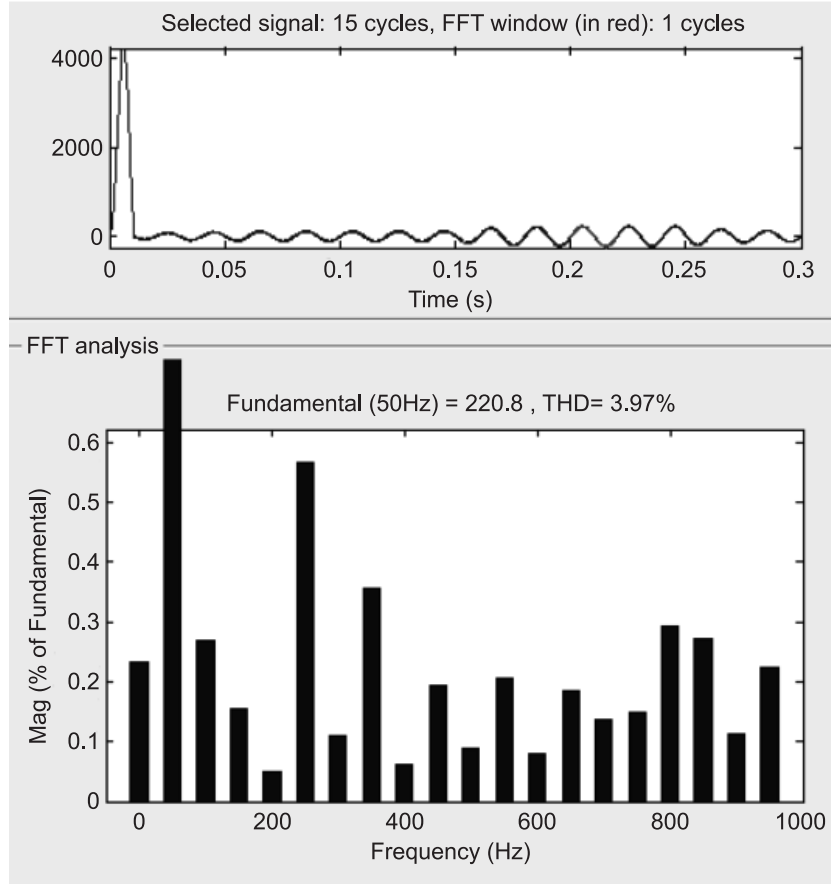 Selected signal: 15 cycles, FFT window (in red): 1 cycles
4000
2000
0
0 0.05 0.1 0.15 0.2 0.25 0.3
Time (s)
FFT analysis
Fundamental (50Hz) = 220.8 , THD= 3.97%
0.6
0.5
0.4
0.3
0.2
0.1
0
Mag (% of Fundamental)
0 200 400 600 800 1000
Frequency (Hz)